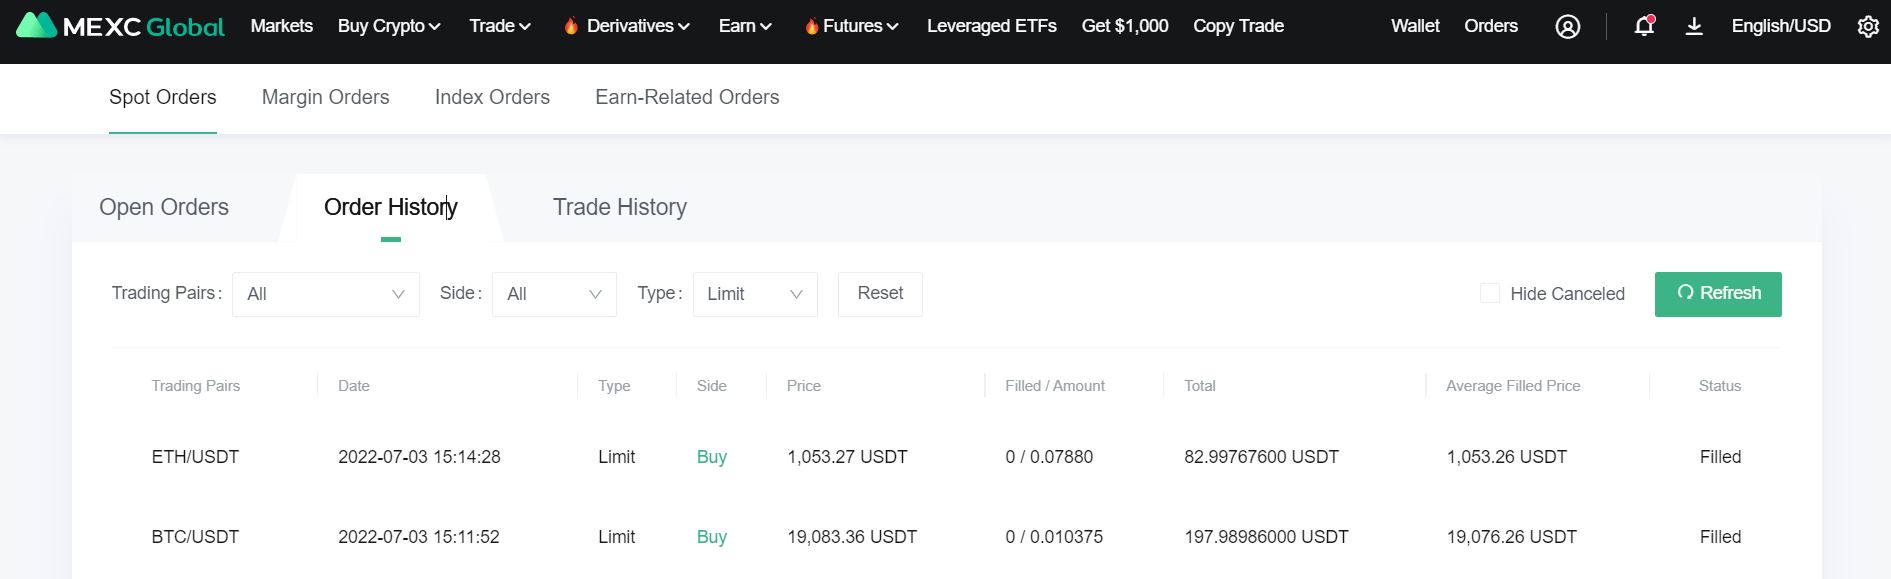 MEXC Global Markets Buy Crypto Trade Derivatives Earn Futures Leveraged ETFs Get $1,000 Copy Trade Wallet Orders English/USD
Spot Orders Margin Orders Index Orders Earn-Related Orders
Open Orders Order History Trade History
Trading Pairs: All Side: All Type: Limit Reset Hide Canceled Refresh
Trading Pairs Date Type Side Price Filled / Amount Total Average Filled Price Status
ETH/USDT 2022-07-03 15:14:28 Limit Buy 1,053.27 USDT 0 / 0.07880 82.99767600 USDT 1,053.26 USDT Filled
BTC/USDT 2022-07-03 15:11:52 Limit Buy 19,083.36 USDT 0 / 0.010375 197.98986000 USDT 19,076.26 USDT Filled